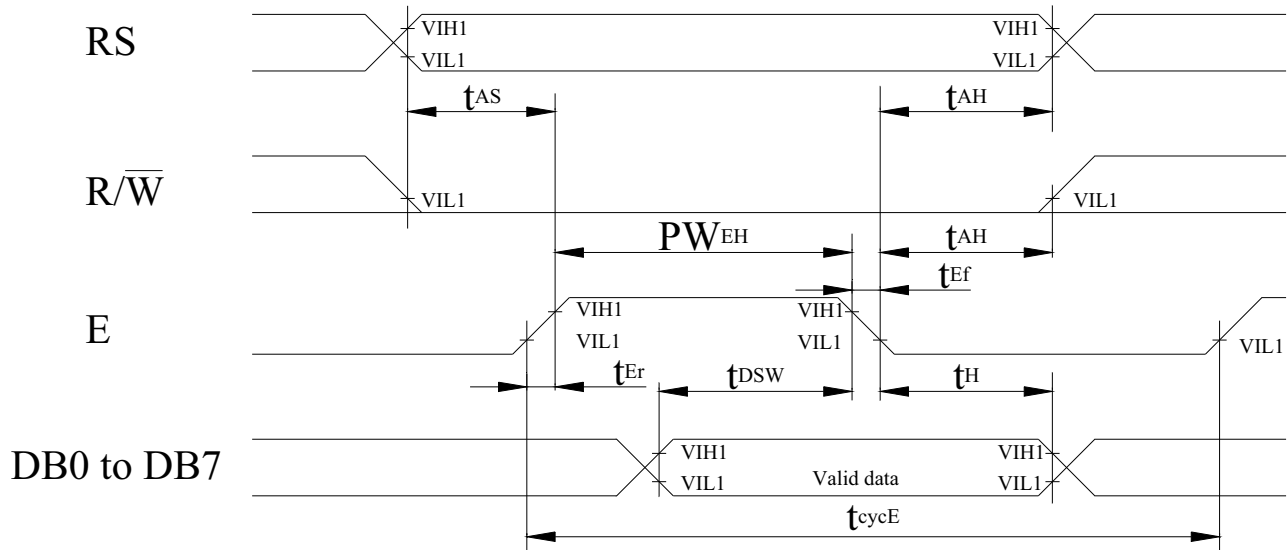 RS
VIH1 VIH1
VIL1 VIL1
tAS tAH
R/W̅
VIL1 VIL1
PWEH tAH
tEf
E
VIH1 VIH1
VIL1 VIL1 VIL1
tEr tDSW tH
DB0 to DB7
VIH1 VIH1
VIL1 Valid data VIL1
tcycE